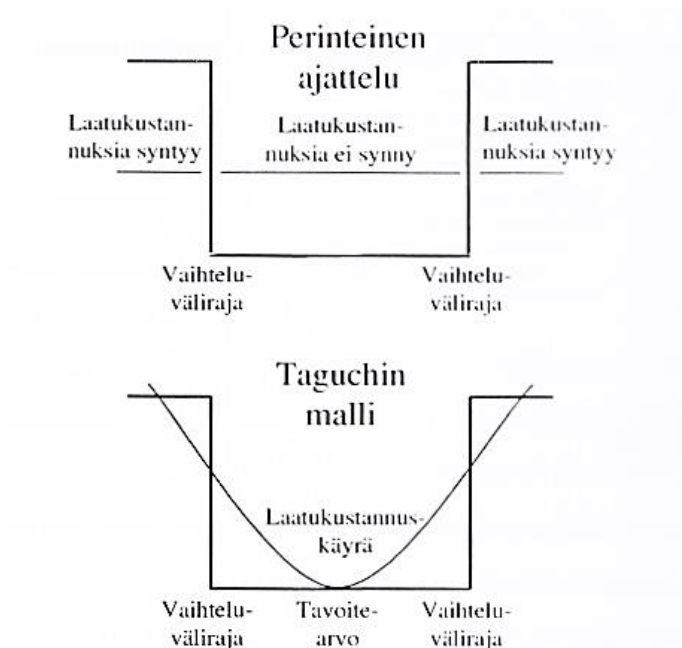 Perinteinen
ajattelu
Laatukustan-
nuksia syntyy
Laatukustan-
nuksia ei synny
Laatukustan-
nuksia syntyy
Vaihtelu-
väliraja
Vaihtelu-
väliraja
Taguchin
malli
Laatukustannus-
käyrä
Vaihtelu-
väliraja
Tavoite-
arvo
Vaihtelu-
väliraja